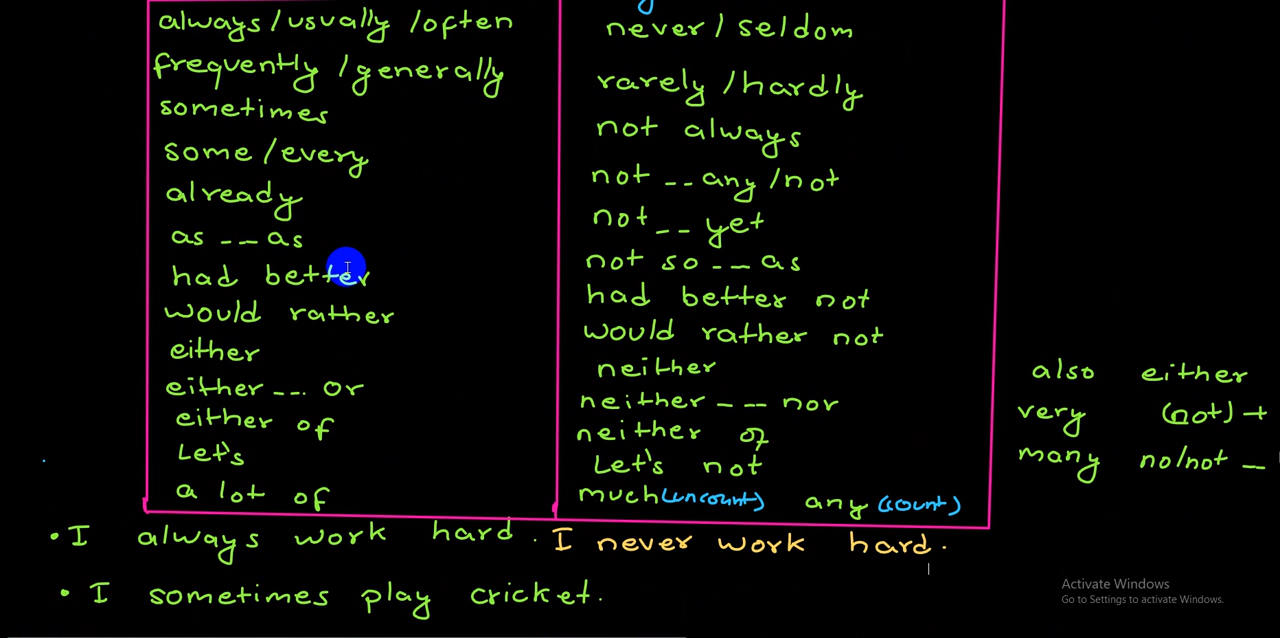 always/usually/often never/seldom
frequently/generally rarely/hardly
sometimes not always
some/every not -- any/not
already not -- yet
as -- as not so -- as
had better had better not
would rather would rather not
either neither
either --- or neither -- nor
either of neither of
Let's Let's not
a lot of much (uncount) any (count)
also either
very (not) +
many no/not -
• I always work hard. I never work hard.
• I sometimes play cricket.
Activate Windows
Go to Settings to activate Windows.